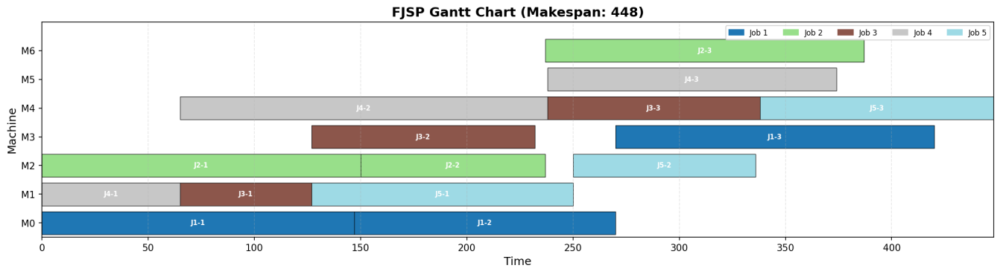 FJSP Gantt Chart (Makespan: 448)
Job 1 Job 2 Job 3 Job 4 Job 5
M6 J2-3
M5 J4-3
M4 J4-2 J3-3 J5-3
M3 J3-2 J1-3
M2 J2-1 J2-2 J5-2
M1 J4-1 J3-1 J5-1
M0 J1-1 J1-2
Machine
0 50 100 150 200 250 300 350 400
Time